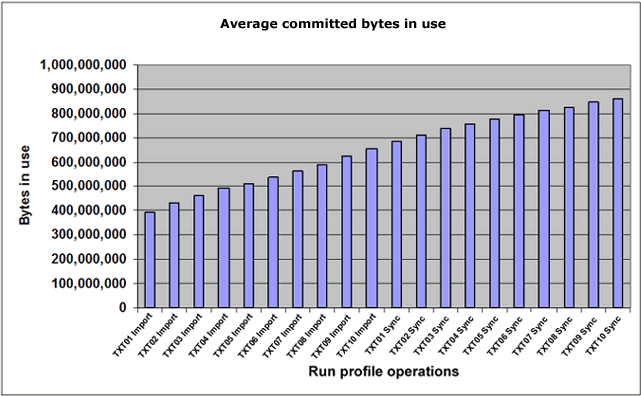 Average committed bytes in use
1,000,000,000
900,000,000
800,000,000
700,000,000
600,000,000
500,000,000
400,000,000
300,000,000
200,000,000
100,000,000
0
Bytes in use
TXT01 Import
TXT02 Import
TXT03 Import
TXT04 Import
TXT05 Import
TXT06 Import
TXT07 Import
TXT08 Import
TXT09 Import
TXT10 Import
TXT01 Sync
TXT02 Sync
TXT03 Sync
TXT04 Sync
TXT05 Sync
TXT06 Sync
TXT07 Sync
TXT08 Sync
TXT09 Sync
TXT10 Sync
Run profile operations